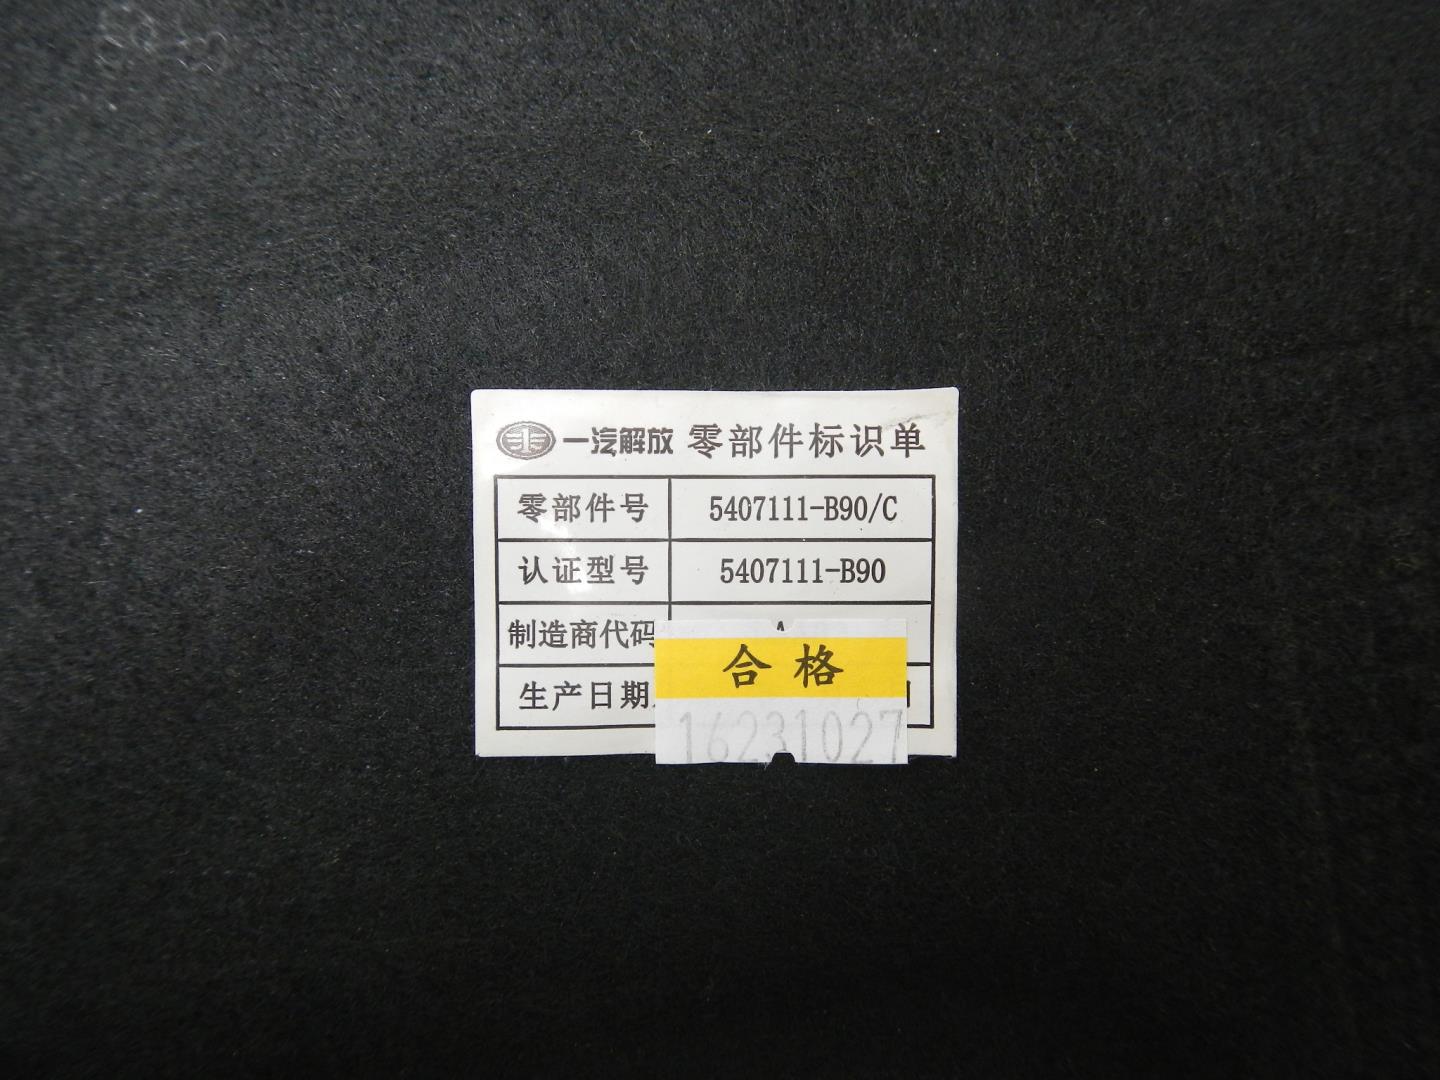 一汽解放 零部件标识单
零部件号 5407111-B90/C
认证型号 5407111-B90
制造商代码
合格
生产日期
16231027